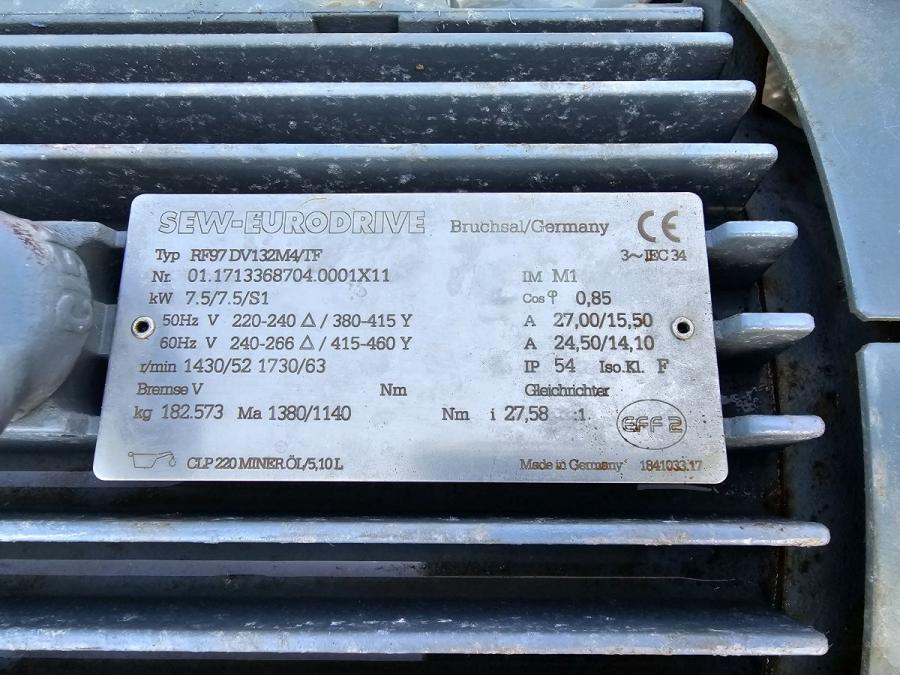 SEW-EURODRIVE Bruchsal/Germany CE
Typ RF97 DV132M4/TF 3~IEC 34
Nr. 01.1713368704.0001X11 IM M1
kW 7.5/7.5/S1 Cos φ 0,85
50Hz V 220-240 Δ/380-415 Y A 27,00/15,50
60Hz V 240-266 Δ/415-460 Y A 24,50/14,10
r/min 1430/52 1730/63 IP 54 Iso.Kl. F
Bremse V Nm Gleichrichter
kg 182.573 Ma 1380/1140 Nm i 27,58 :1
EFF 2
CLP 220 MINERÖL/5,10 L Made in Germany 1841033.17